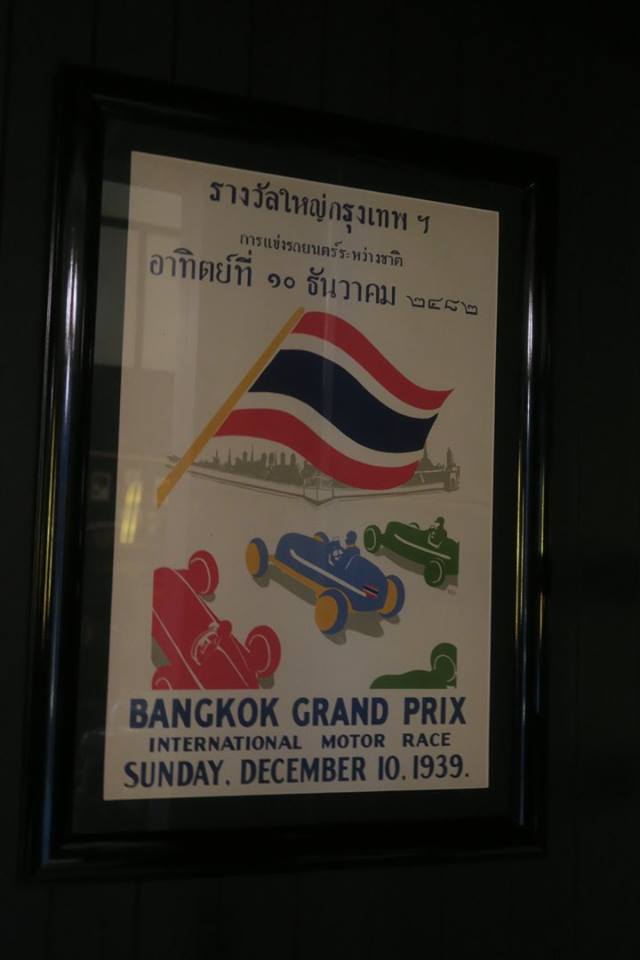 รางวัลใหญ่กรุงเทพ ฯ
การแข่งรถยนตร์ระหว่างชาติ
อาทิตย์ที่ ๑๐ ธันวาคม ๒๔๘๒
BANGKOK GRAND PRIX
INTERNATIONAL MOTOR RACE
SUNDAY, DECEMBER 10, 1939.